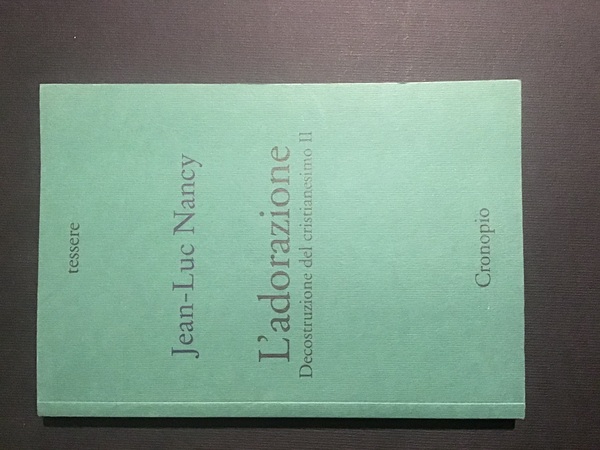 tessere
Jean-Luc Nancy
L'adorazione
Decostruzione del cristianesimo II
Cronopio